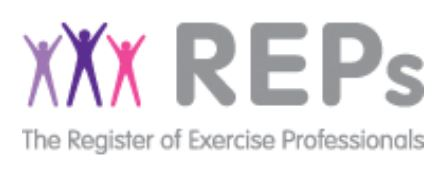 REPs
The Register of Exercise Professionals